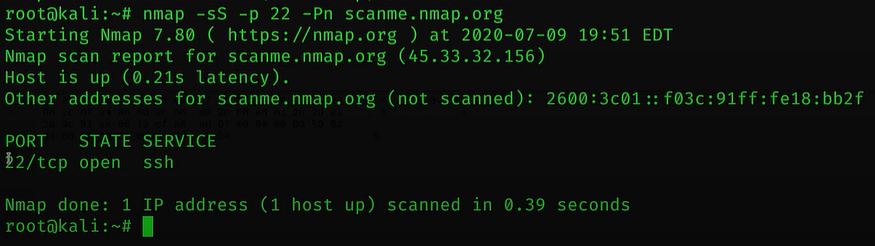 root@kali:~# nmap -sS -p 22 -Pn scanme.nmap.org
Starting Nmap 7.80 ( https://nmap.org ) at 2020-07-09 19:51 EDT
Nmap scan report for scanme.nmap.org (45.33.32.156)
Host is up (0.21s latency).
Other addresses for scanme.nmap.org (not scanned): 2600:3c01::f03c:91ff:fe18:bb2f
PORT   STATE SERVICE
22/tcp open  ssh
Nmap done: 1 IP address (1 host up) scanned in 0.39 seconds
root@kali:~#